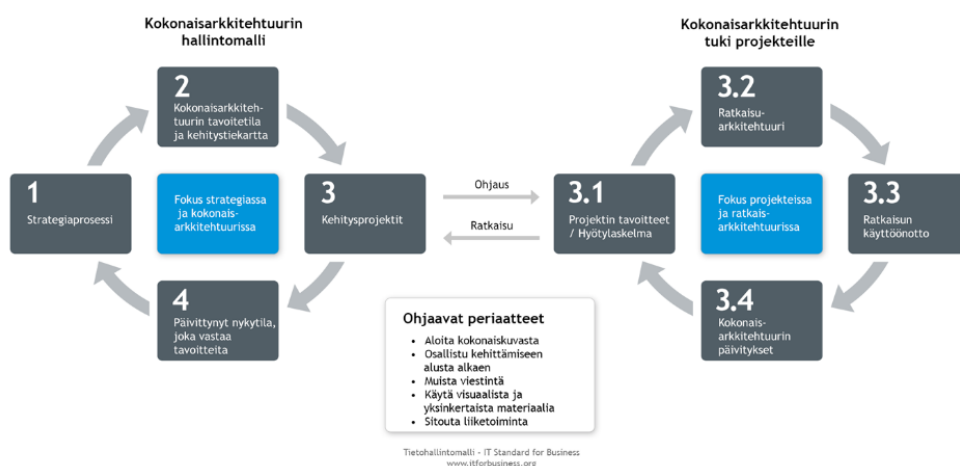 Kokonaisarkkitehtuurin
hallintomalli
2
Kokonaisarkkiteh-
tuurin tavoitetila
ja kehitystiekartta
1
Strategiaprosessi
Fokus strategiassa
ja kokonais-
arkkitehtuurissa
3
Kehitysprojektit
4
Päivittynyt nykytila,
joka vastaa
tavoitteita
Ohjaus
Ratkaisu
Kokonaisarkkitehtuurin
tuki projekteille
3.2
Ratkaisu-
arkkitehtuuri
3.1
Projektin tavoitteet
/ Hyötylaskelma
Fokus projekteissa
ja ratkais-
arkkitehtuurissa
3.3
Ratkaisun
käyttöönotto
3.4
Kokonais-
arkkitehtuurin
päivitykset
Ohjaavat periaatteet
• Aloita kokonaiskuvasta
• Osallistu kehittämiseen
alusta alkaen
• Muista viestintä
• Käytä visuaalista ja
yksinkertaista materiaalia
• Sitouta liiketoiminta
Tietohallintomalli - IT Standard for Business
www.itforbusiness.org